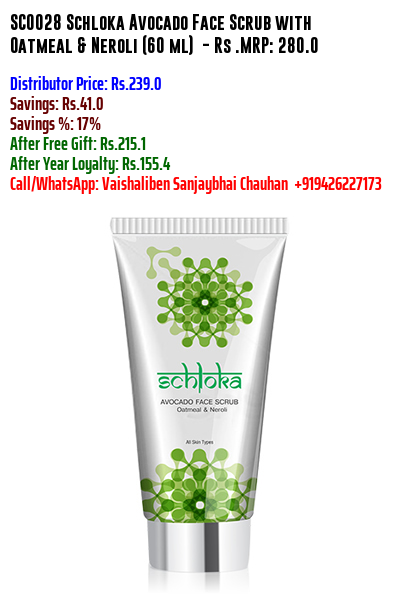 SCO028 Schloka Avocado Face Scrub with
Oatmeal & Neroli (60 ml) - Rs .MRP: 280.0
Distributor Price: Rs.239.0
Savings: Rs.41.0
Savings %: 17%
After Free Gift: Rs.215.1
After Year Loyalty: Rs.155.4
Call/WhatsApp: Vaishaliben Sanjaybhai Chauhan +919426227173
schloka
AVOCADO FACE SCRUB
Oatmeal & Neroli
All Skin Types